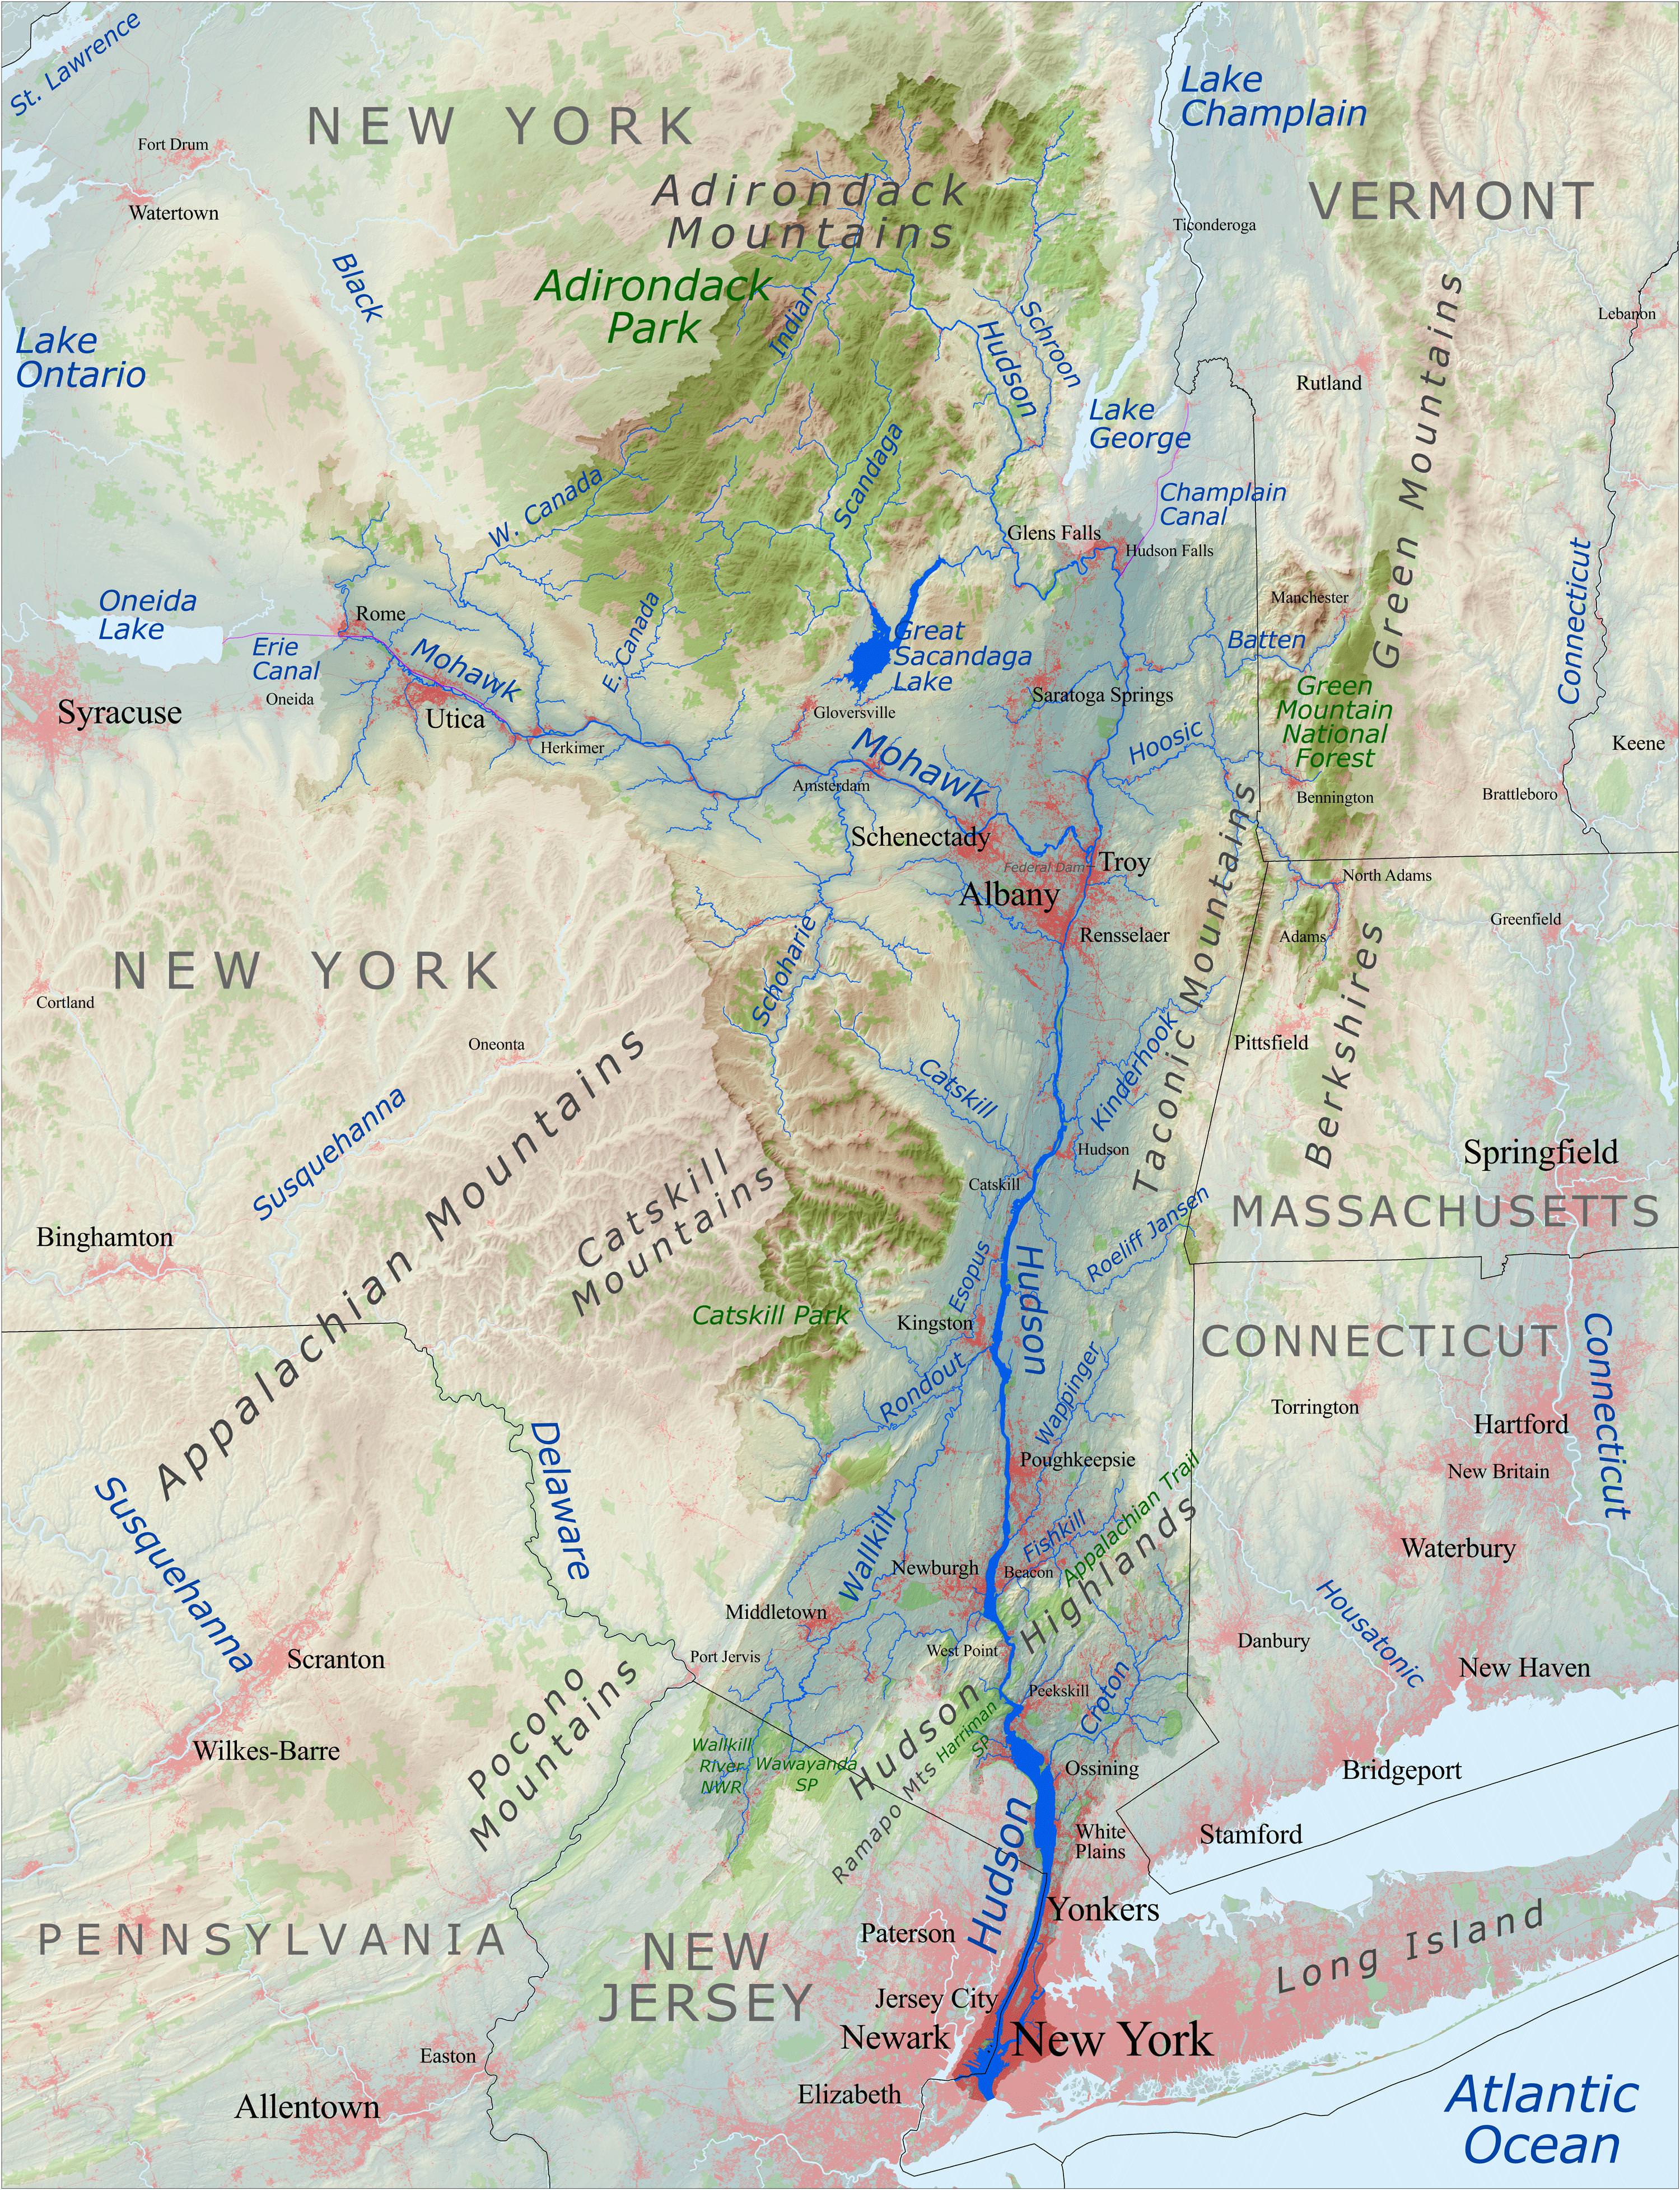 St. Lawrence
Lake
Champlain
NEW YORK
Fort Drum
Watertown
Adirondack
Mountains
VERMONT
Ticonderoga
Black
Adirondack
Park
Indian
Schroon
Hudson
Lebanon
Lake
Ontario
Rutland
Green Mountains
Lake
George
Scandaga
W. Canada
Champlain
Canal
Glens Falls
Hudson Falls
Connecticut
Oneida
Lake
Rome
Manchester
Erie
Canal
Mohawk
E. Canada
Great
Sacandaga
Lake
Batten
Oneida
Saratoga Springs
Green
Mountain
National
Forest
Syracuse
Utica
Gloversville
Herkimer
Mohawk
Hoosic
Keene
Amsterdam
Bennington
Brattleboro
Schenectady
Federal Dam
Troy
Albany
North Adams
Rensselaer
Adams
Greenfield
Schoharie
NEW YORK
Cortland
Oneonta
Taconic Mountains
Berkshires
Pittsfield
Catskill
Kinderhook
Susquehanna
Appalachian Mountains
Hudson
Springfield
Catskill
Mountains
Catskill
MASSACHUSETTS
Binghamton
Roeliff Jansen
Esopus
Hudson
Catskill Park
Kingston
CONNECTICUT
Connecticut
Rondout
Wappinger
Torrington
Hartford
Delaware
Poughkeepsie
New Britain
Susquehanna
Appalachian Trail
Wallkill
Fishkill
Waterbury
Newburgh
Beacon
Hudson Highlands
Middletown
Housatonic
West Point
Danbury
Port Jervis
Scranton
New Haven
Peekskill
Croton
Pocono
Mountains
Harriman
SP
Wallkill
River
NWR
Wawayanda
SP
Wilkes-Barre
Ossining
Bridgeport
Ramapo Mts
Hudson
White
Plains
Stamford
Yonkers
Paterson
PENNSYLVANIA
NEW
JERSEY
Long Island
Jersey City
Newark
New York
Easton
Elizabeth
Allentown
Atlantic
Ocean